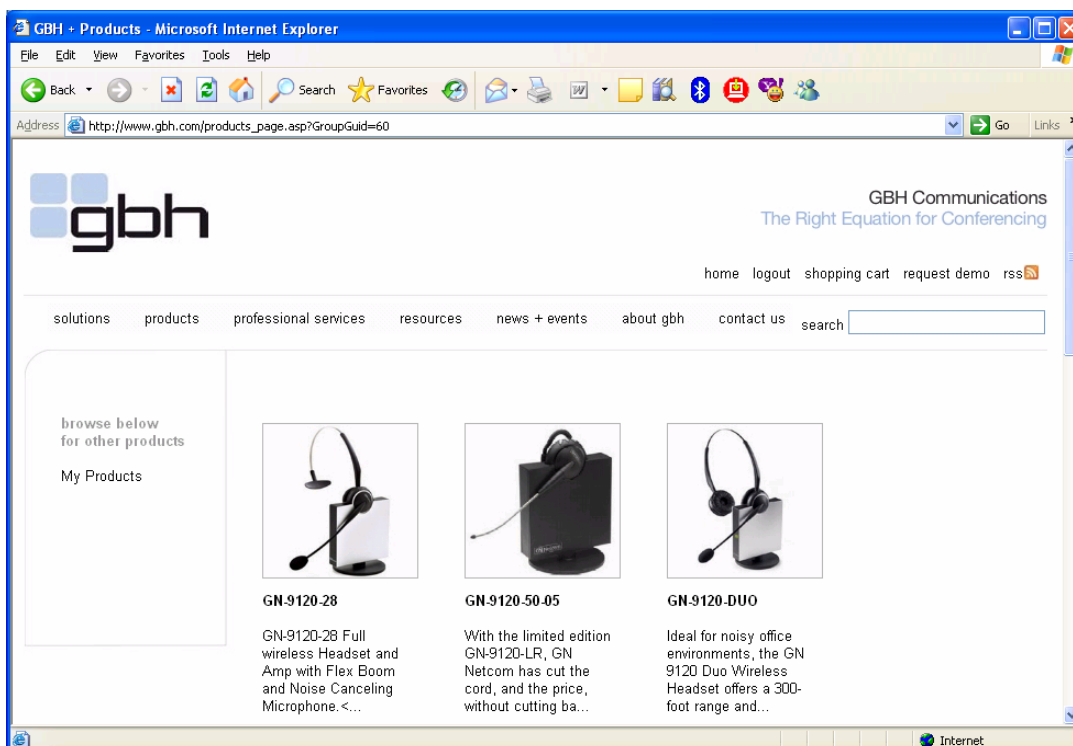 GBH + Products - Microsoft Internet Explorer
File Edit View Favorites Tools Help
Back Search Favorites W
Address http://www.gbh.com/products_page.asp?GroupGuid=60 Go Links
gbh
GBH Communications
The Right Equation for Conferencing
home logout shopping cart request demo rss
solutions products professional services resources news + events about gbh contact us search
browse below
for other products
My Products
GN-9120-28
GN-9120-28 Full
wireless Headset and
Amp with Flex Boom
and Noise Canceling
Microphone.<...
GN-9120-50-05
With the limited edition
GN-9120-LR, GN
Netcom has cut the
cord, and the price,
without cutting ba...
GN-9120-DUO
Ideal for noisy office
environments, the GN
9120 Duo Wireless
Headset offers a 300-
foot range and...
Internet